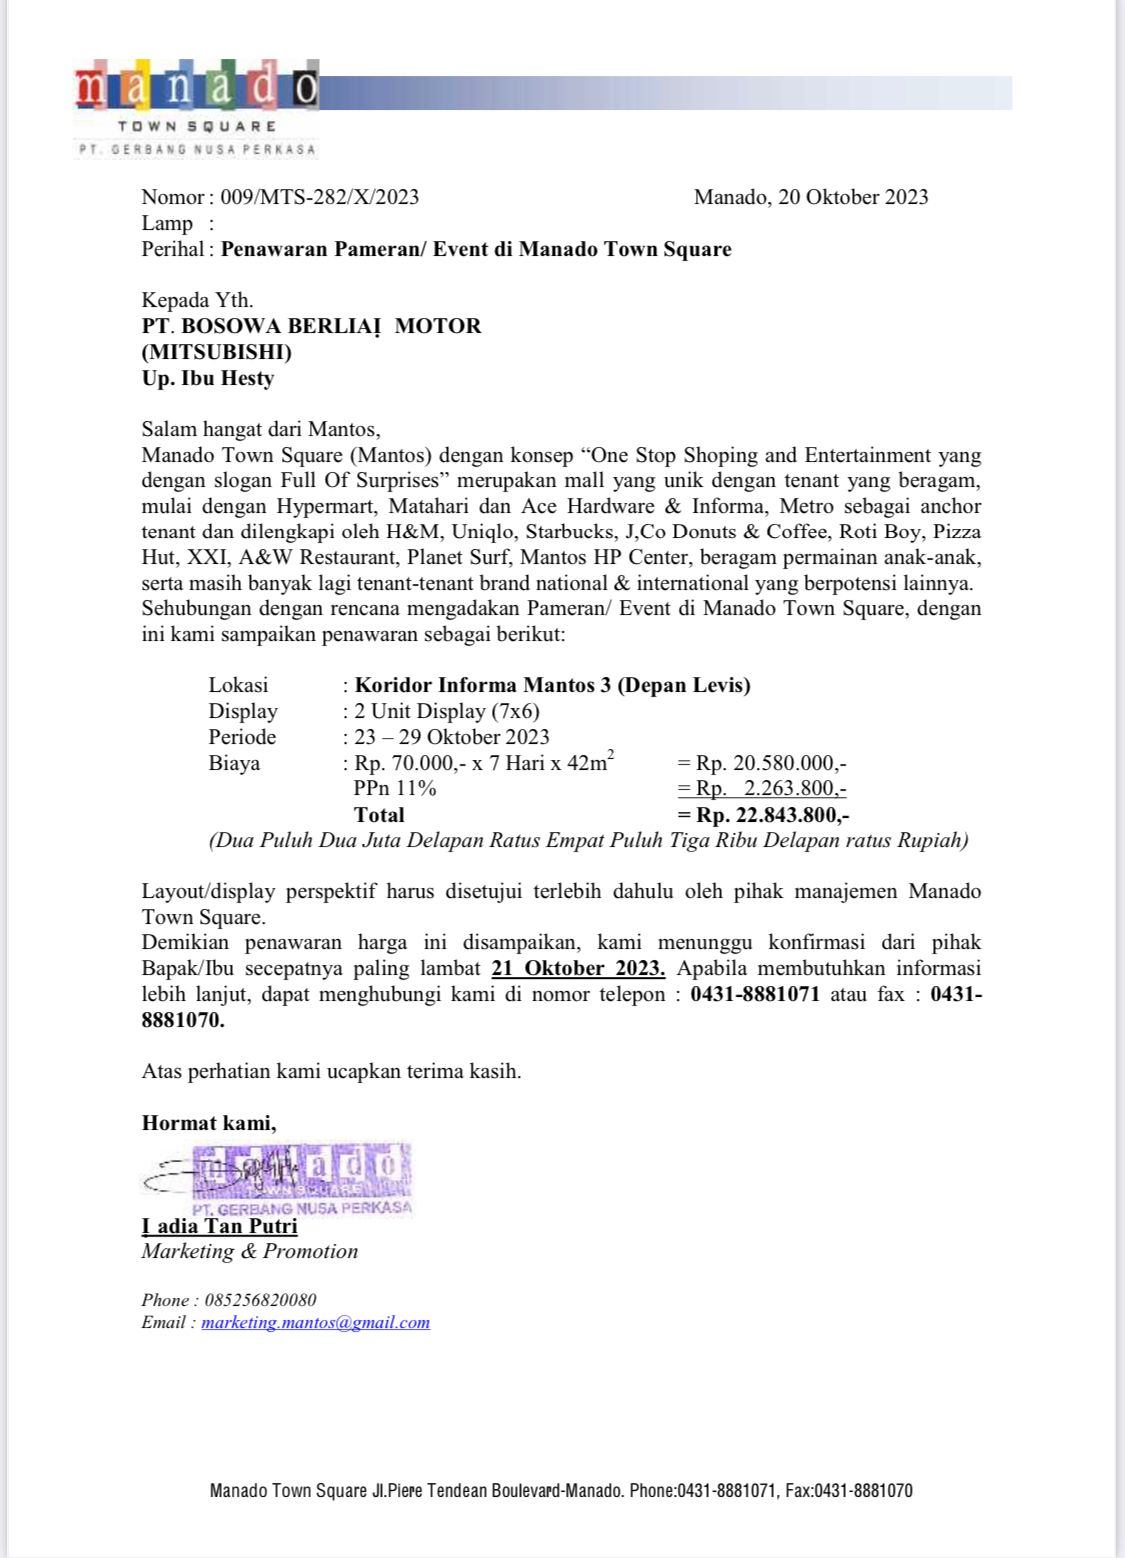 manado
TOWN SQUARE
PT. GERBANG NUSA PERKASA
Nomor : 009/MTS-282/X/2023 Manado, 20 Oktober 2023
Lamp :
Perihal : Penawaran Pameran/ Event di Manado Town Square
Kepada Yth.
PT. BOSOWA BERLIAI MOTOR
(MITSUBISHI)
Up. Ibu Hesty
Salam hangat dari Mantos,
Manado Town Square (Mantos) dengan konsep “One Stop Shoping and Entertainment yang
dengan slogan Full Of Surprises” merupakan mall yang unik dengan tenant yang beragam,
mulai dengan Hypermart, Matahari dan Ace Hardware & Informa, Metro sebagai anchor
tenant dan dilengkapi oleh H&M, Uniqlo, Starbucks, J,Co Donuts & Coffee, Roti Boy, Pizza
Hut, XXI, A&W Restaurant, Planet Surf, Mantos HP Center, beragam permainan anak-anak,
serta masih banyak lagi tenant-tenant brand national & international yang berpotensi lainnya.
Sehubungan dengan rencana mengadakan Pameran/ Event di Manado Town Square, dengan
ini kami sampaikan penawaran sebagai berikut:
Lokasi : Koridor Informa Mantos 3 (Depan Levis)
Display : 2 Unit Display (7x6)
Periode : 23 – 29 Oktober 2023
Biaya : Rp. 70.000,- x 7 Hari x 42m² = Rp. 20.580.000,-
PPn 11% = Rp. 2.263.800,-
Total = Rp. 22.843.800,-
(Dua Puluh Dua Juta Delapan Ratus Empat Puluh Tiga Ribu Delapan ratus Rupiah)
Layout/display perspektif harus disetujui terlebih dahulu oleh pihak manajemen Manado
Town Square.
Demikian penawaran harga ini disampaikan, kami menunggu konfirmasi dari pihak
Bapak/Ibu secepatnya paling lambat 21 Oktober 2023. Apabila membutuhkan informasi
lebih lanjut, dapat menghubungi kami di nomor telepon : 0431-8881071 atau fax : 0431-
8881070.
Atas perhatian kami ucapkan terima kasih.
Hormat kami,
manado
TOWN SQUARE
PT. GERBANG NUSA PERKASA
I adia Tan Putri
Marketing & Promotion
Phone : 085256820080
Email : marketing.mantos@gmail.com
Manado Town Square Jl.Piere Tendean Boulevard-Manado. Phone:0431-8881071, Fax:0431-8881070